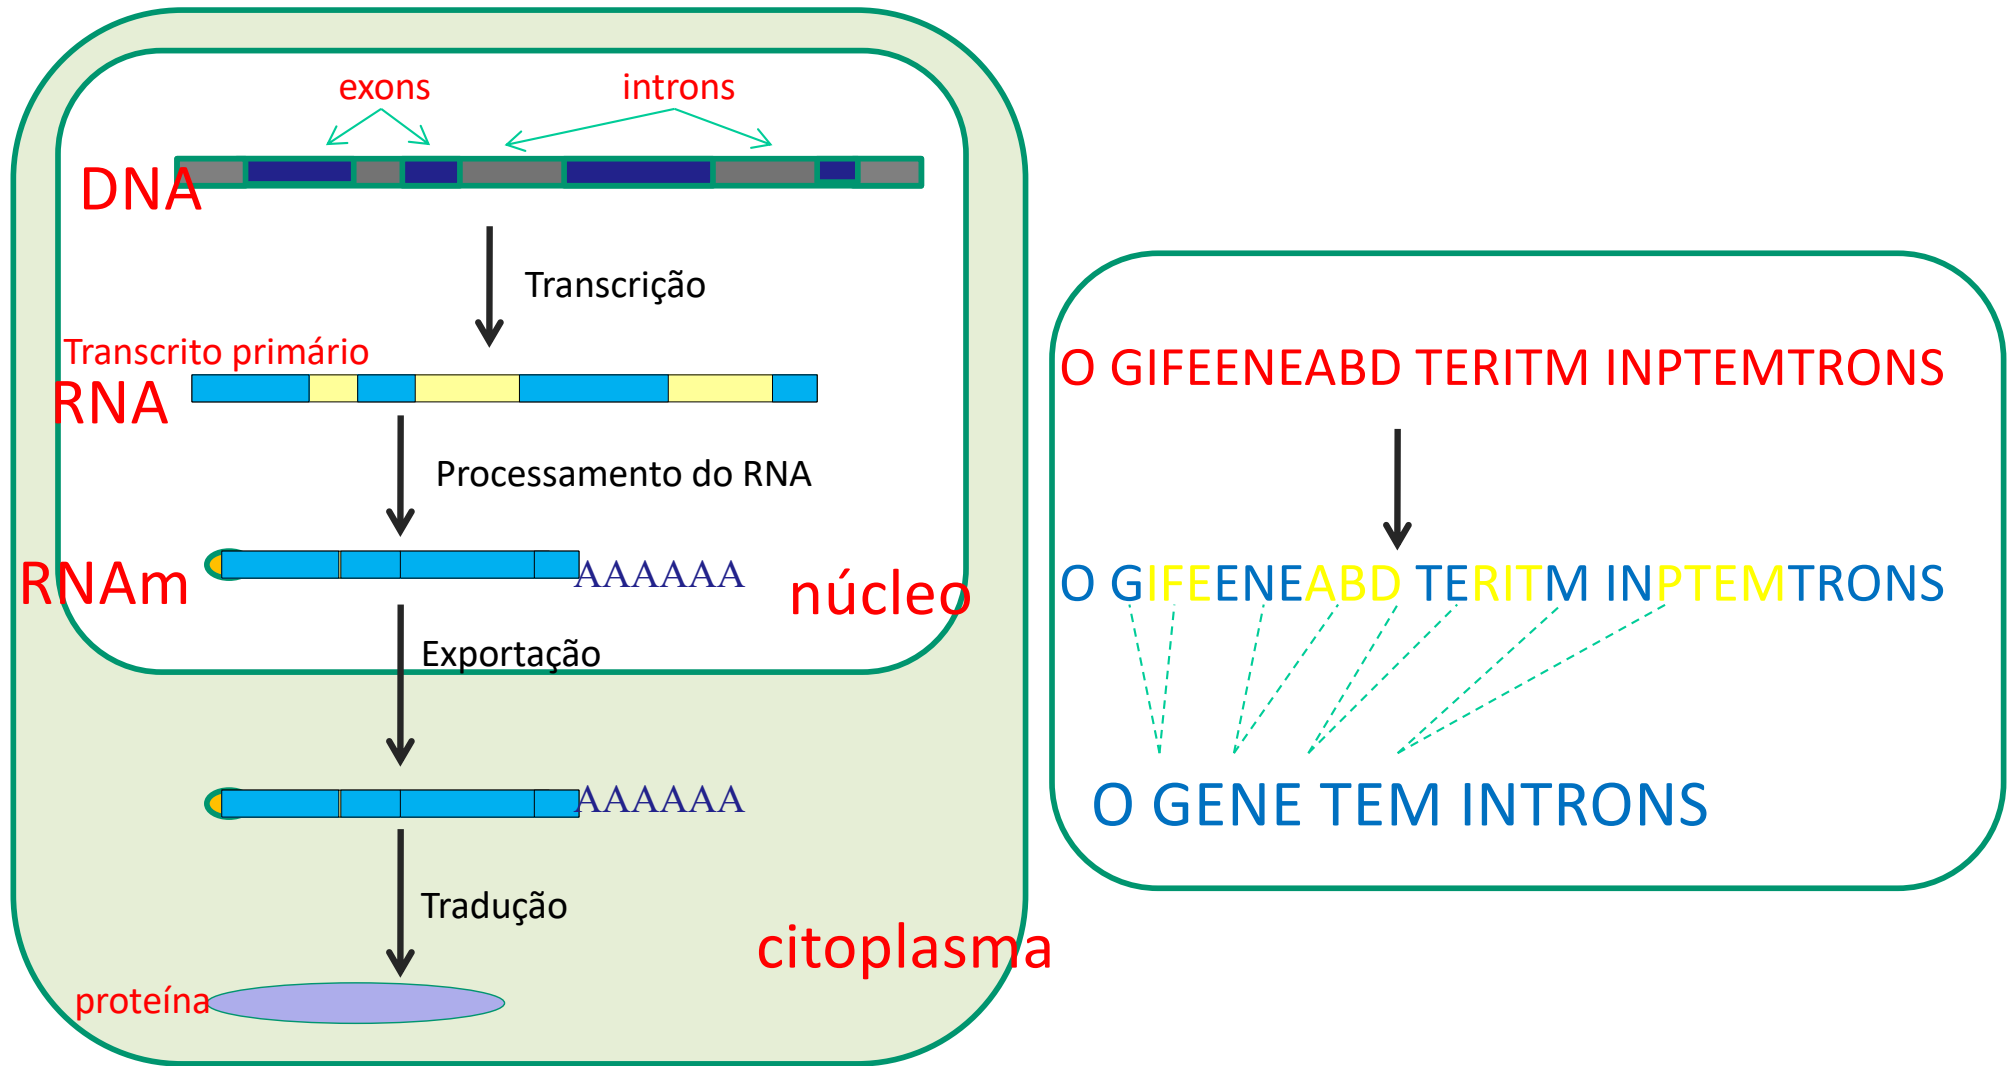 exons
introns
DNA
Transcrição
Transcrito primário
RNA
Processamento do RNA
RNAm
AAAAAA
núcleo
Exportação
AAAAAA
Tradução
citoplasma
proteína
O GIFEENEABD TERITM INPTEMTRONS
O GIFEENEABD TERITM INPTEMTRONS
O GENE TEM INTRONS